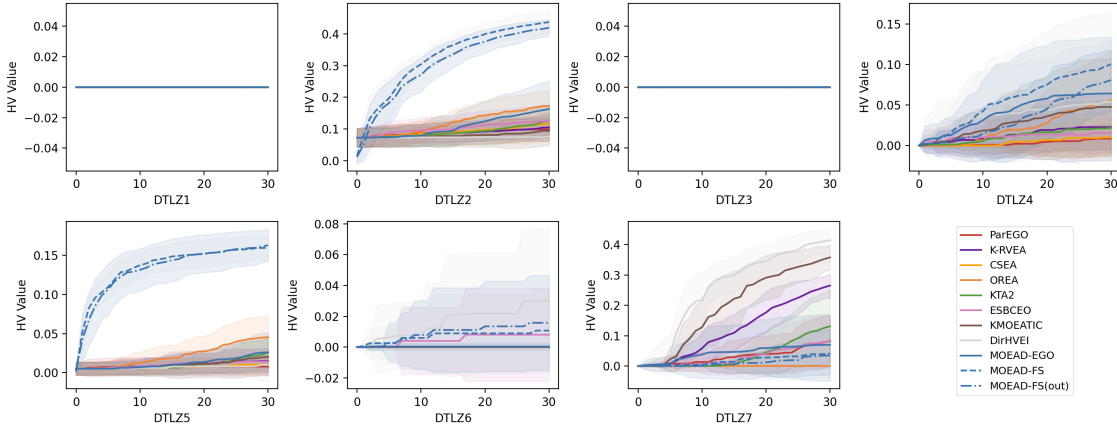 HV Value
0.04
0.02
0.00
−0.02
−0.04
0 10 20 30
DTLZ1
HV Value
0.4
0.3
0.2
0.1
0.0
0 10 20 30
DTLZ2
HV Value
0.04
0.02
0.00
−0.02
−0.04
0 10 20 30
DTLZ3
HV Value
0.15
0.10
0.05
0.00
0 10 20 30
DTLZ4
HV Value
0.15
0.10
0.05
0.00
0 10 20 30
DTLZ5
HV Value
0.08
0.06
0.04
0.02
0.00
−0.02
0 10 20 30
DTLZ6
HV Value
0.4
0.3
0.2
0.1
0.0
0 10 20 30
DTLZ7
ParEGO
K-RVEA
CSEA
OREA
KTA2
ESBCEO
KMOEATIC
DirHVEI
MOEAD-EGO
MOEAD-FS
MOEAD-FS(out)